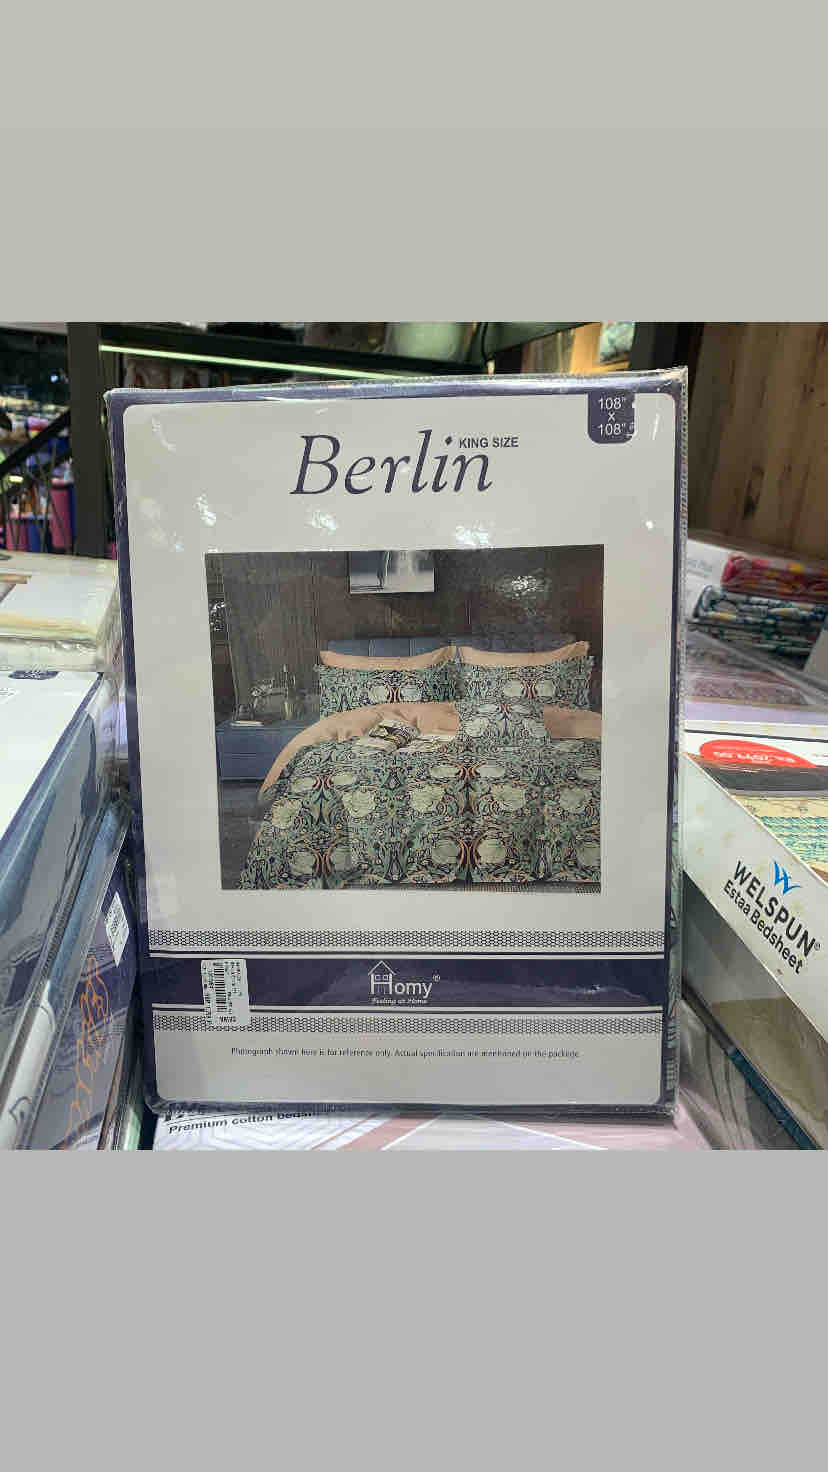 108"
x
108"
Berlin
KING SIZE
WELSPUN®
Estaa Bedsheet
Homy®
Feeling at Home
Photograph shown here is for reference only. Actual specification are mentioned on the package.
Premium cotton